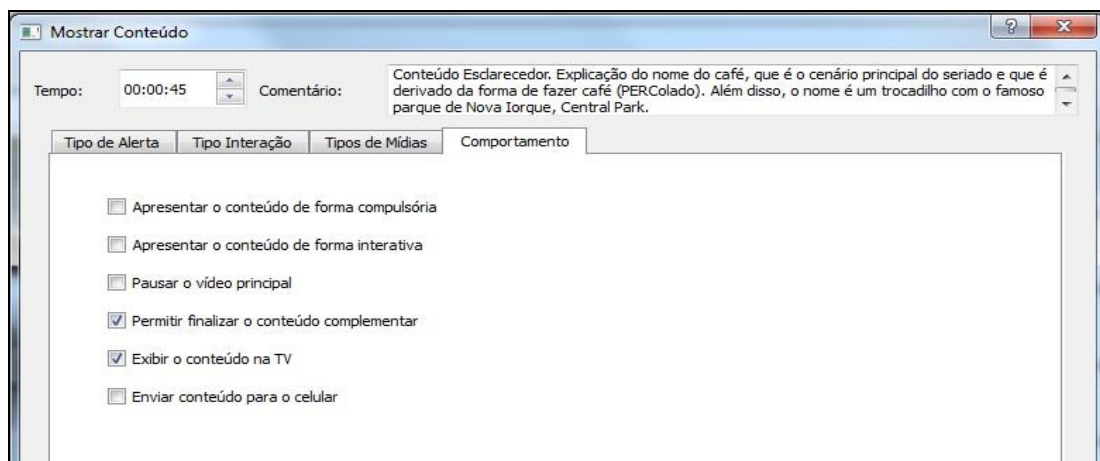 Mostrar Conteúdo
Tempo: 00:00:45 Comentário:
Conteúdo Esclarecedor. Explicação do nome do café, que é o cenário principal do seriado e que é
derivado da forma de fazer café (PERColado). Além disso, o nome é um trocadilho com o famoso
parque de Nova Iorque, Central Park.
Tipo de Alerta Tipo Interação Tipos de Mídias Comportamento
Apresentar o conteúdo de forma compulsória
Apresentar o conteúdo de forma interativa
Pausar o vídeo principal
Permitir finalizar o conteúdo complementar
Exibir o conteúdo na TV
Enviar conteúdo para o celular